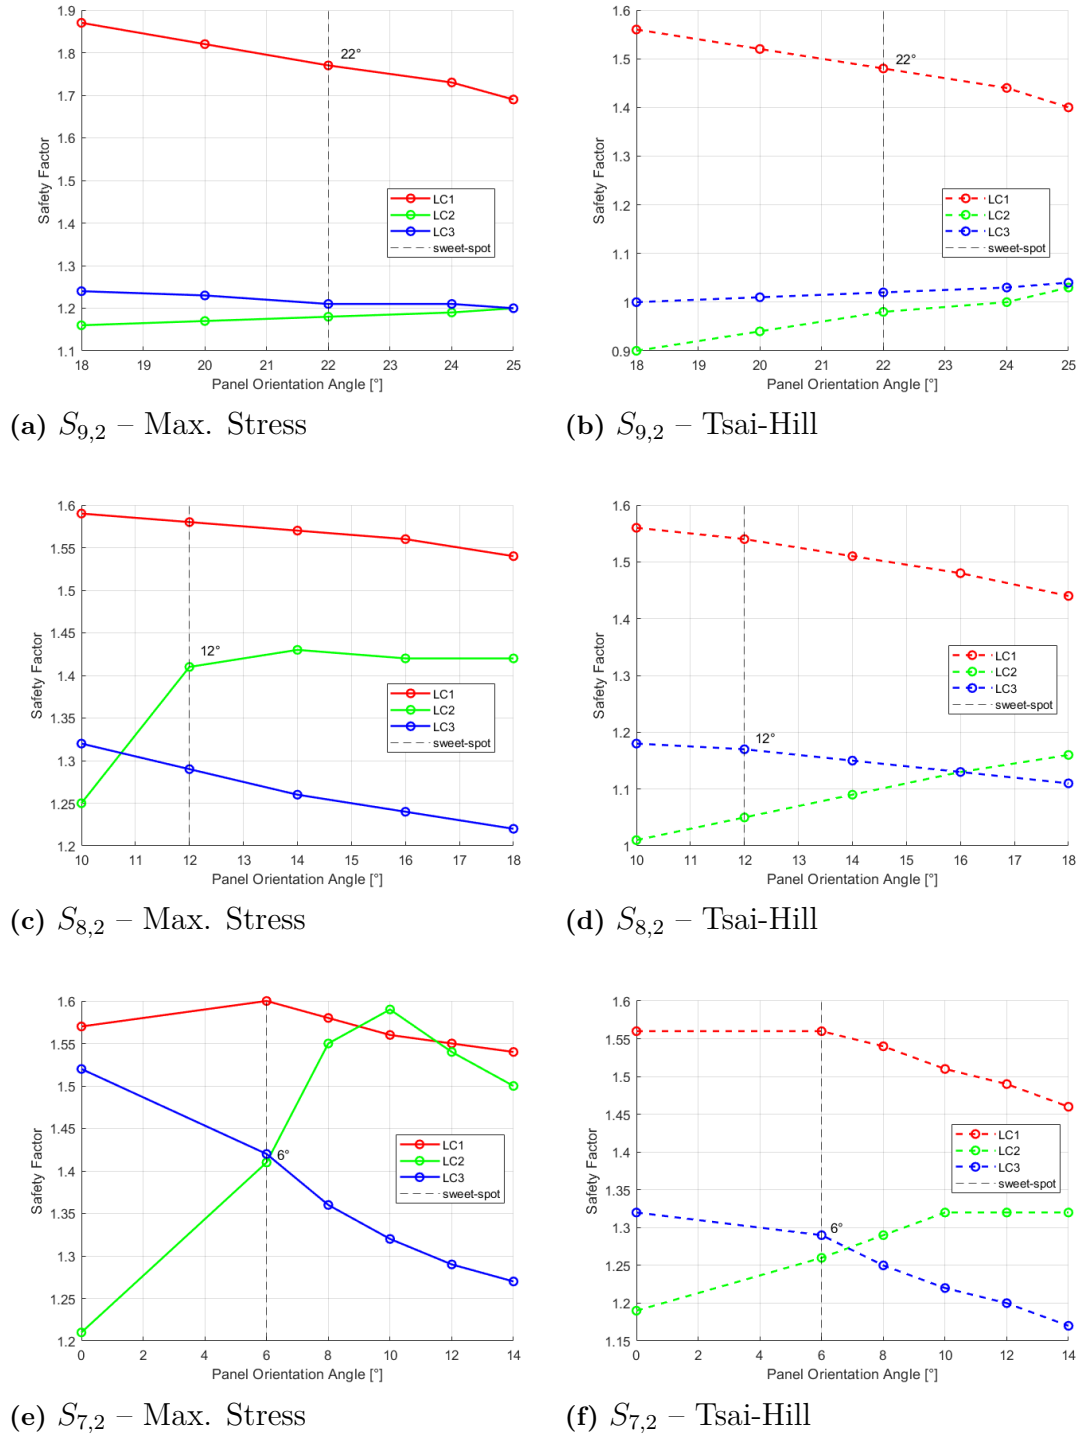 1.9
1.8
1.9
1.7
1.6
1.5
1.4
1.3
1.2
1.1
Safety Factor
22°
LC1
LC2
LC3
sweet-spot
18 19 20 21 22 23 24 25
Panel Orientation Angle [°]
(a) S9,2 – Max. Stress
1.6
1.5
1.4
1.3
1.2
1.1
1
0.9
Safety Factor
22°
LC1
LC2
LC3
sweet-spot
18 19 20 21 22 23 24 25
Panel Orientation Angle [°]
(b) S9,2 – Tsai-Hill
1.6
1.55
1.5
1.45
1.4
1.35
1.3
1.25
1.2
Safety Factor
12°
LC1
LC2
LC3
sweet-spot
10 11 12 13 14 15 16 17 18
Panel Orientation Angle [°]
(c) S8,2 – Max. Stress
1.6
1.5
1.4
1.3
1.2
1.1
1
Safety Factor
12°
LC1
LC2
LC3
sweet-spot
10 11 12 13 14 15 16 17 18
Panel Orientation Angle [°]
(d) S8,2 – Tsai-Hill
1.6
1.55
1.5
1.45
1.4
1.35
1.3
1.25
1.2
Safety Factor
6°
LC1
LC2
LC3
sweet-spot
0 2 4 6 8 10 12 14
Panel Orientation Angle [°]
(e) S7,2 – Max. Stress
1.6
1.55
1.5
1.45
1.4
1.35
1.3
1.25
1.2
1.15
Safety Factor
6°
LC1
LC2
LC3
sweet-spot
0 2 4 6 8 10 12 14
Panel Orientation Angle [°]
(f) S7,2 – Tsai-Hill